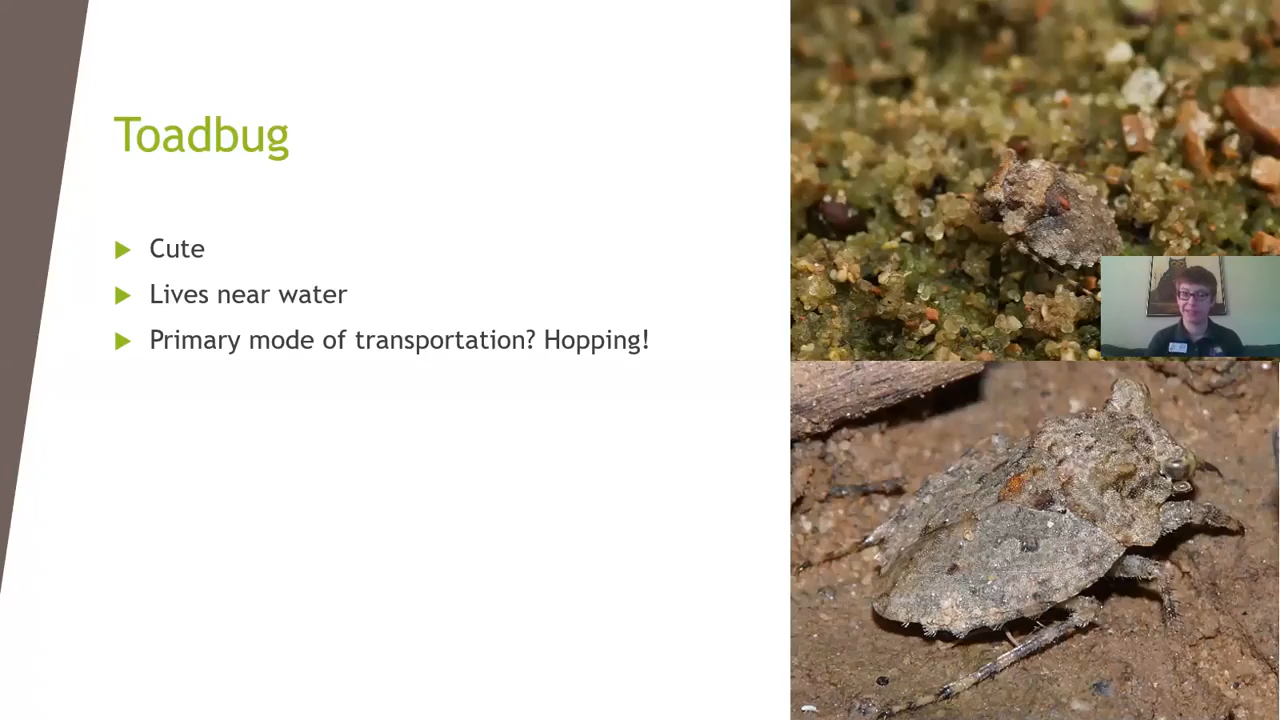 Toadbug
Cute
Lives near water
Primary mode of transportation? Hopping!